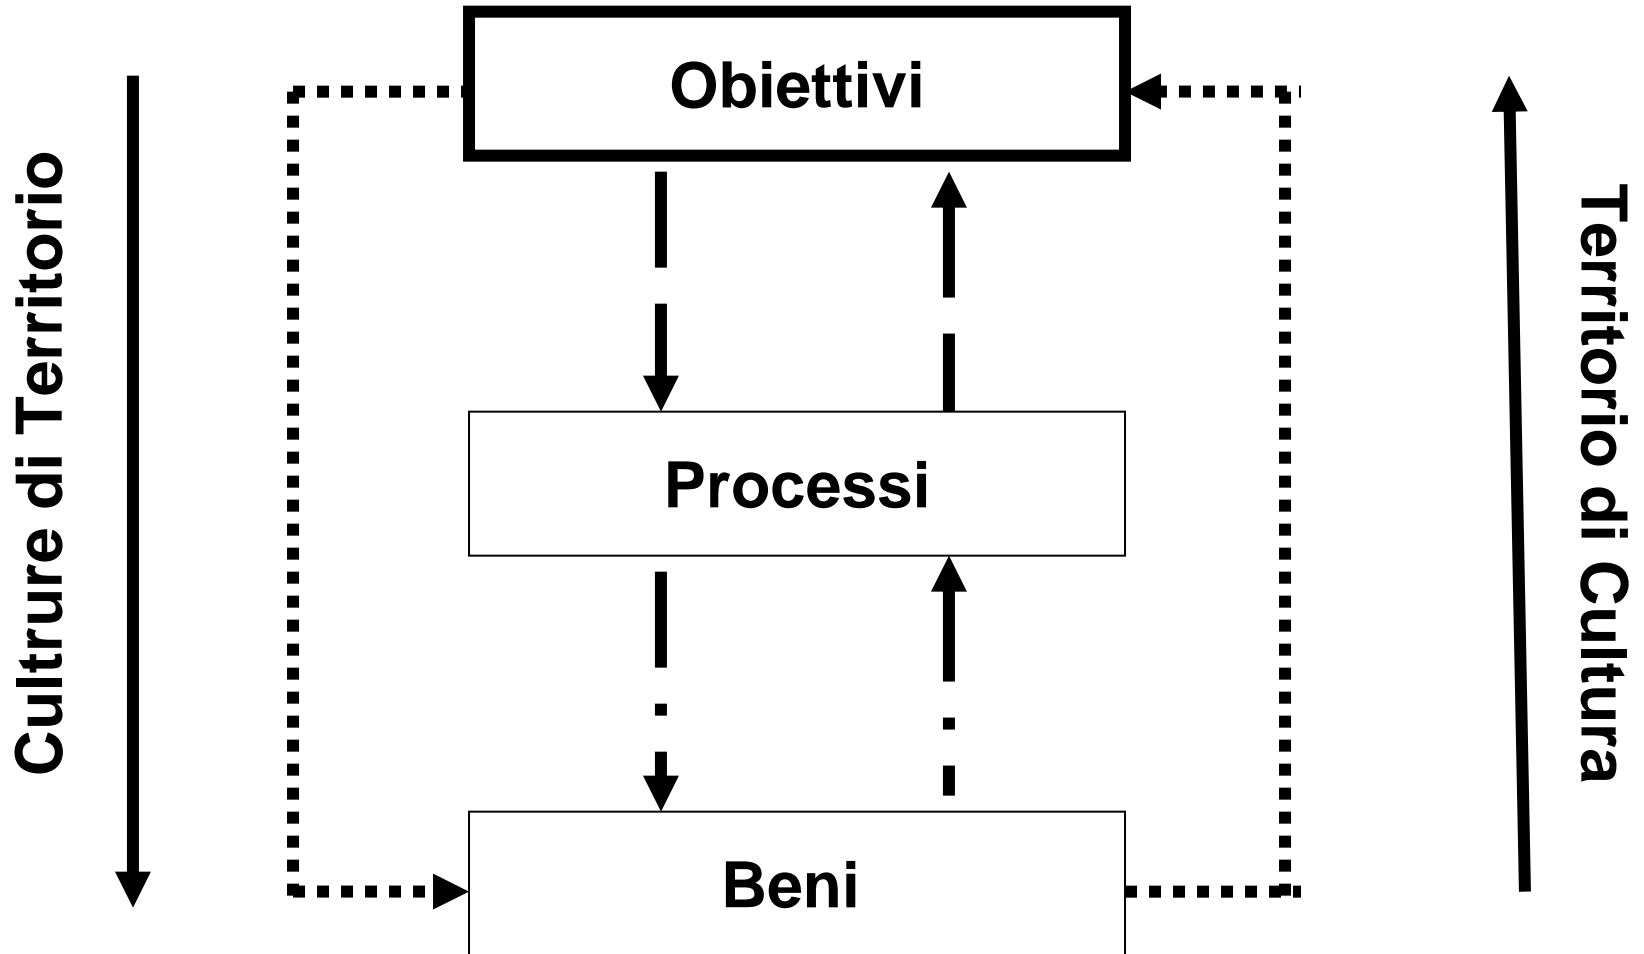 Obiettivi
Cultrure di Territorio
Territorio di Cultura
Processi
Beni